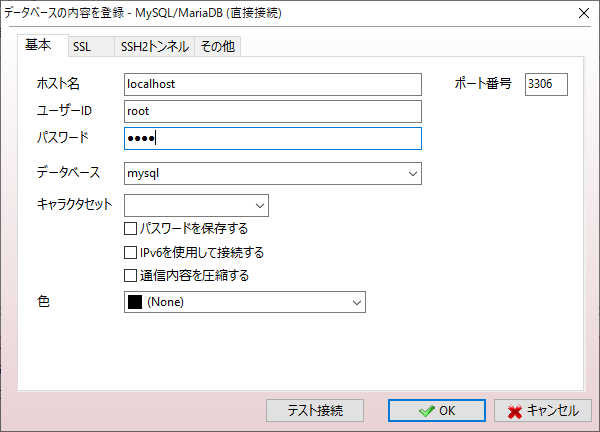 データベースの内容を登録 - MySQL/MariaDB (直接接続)
基本 SSL SSH2トンネル その他
ホスト名 localhost ポート番号 3306
ユーザーID root
パスワード ●●●●
データベース mysql
キャラクタセット
パスワードを保存する
IPv6を使用して接続する
通信内容を圧縮する
色 (None)
テスト接続 OK キャンセル